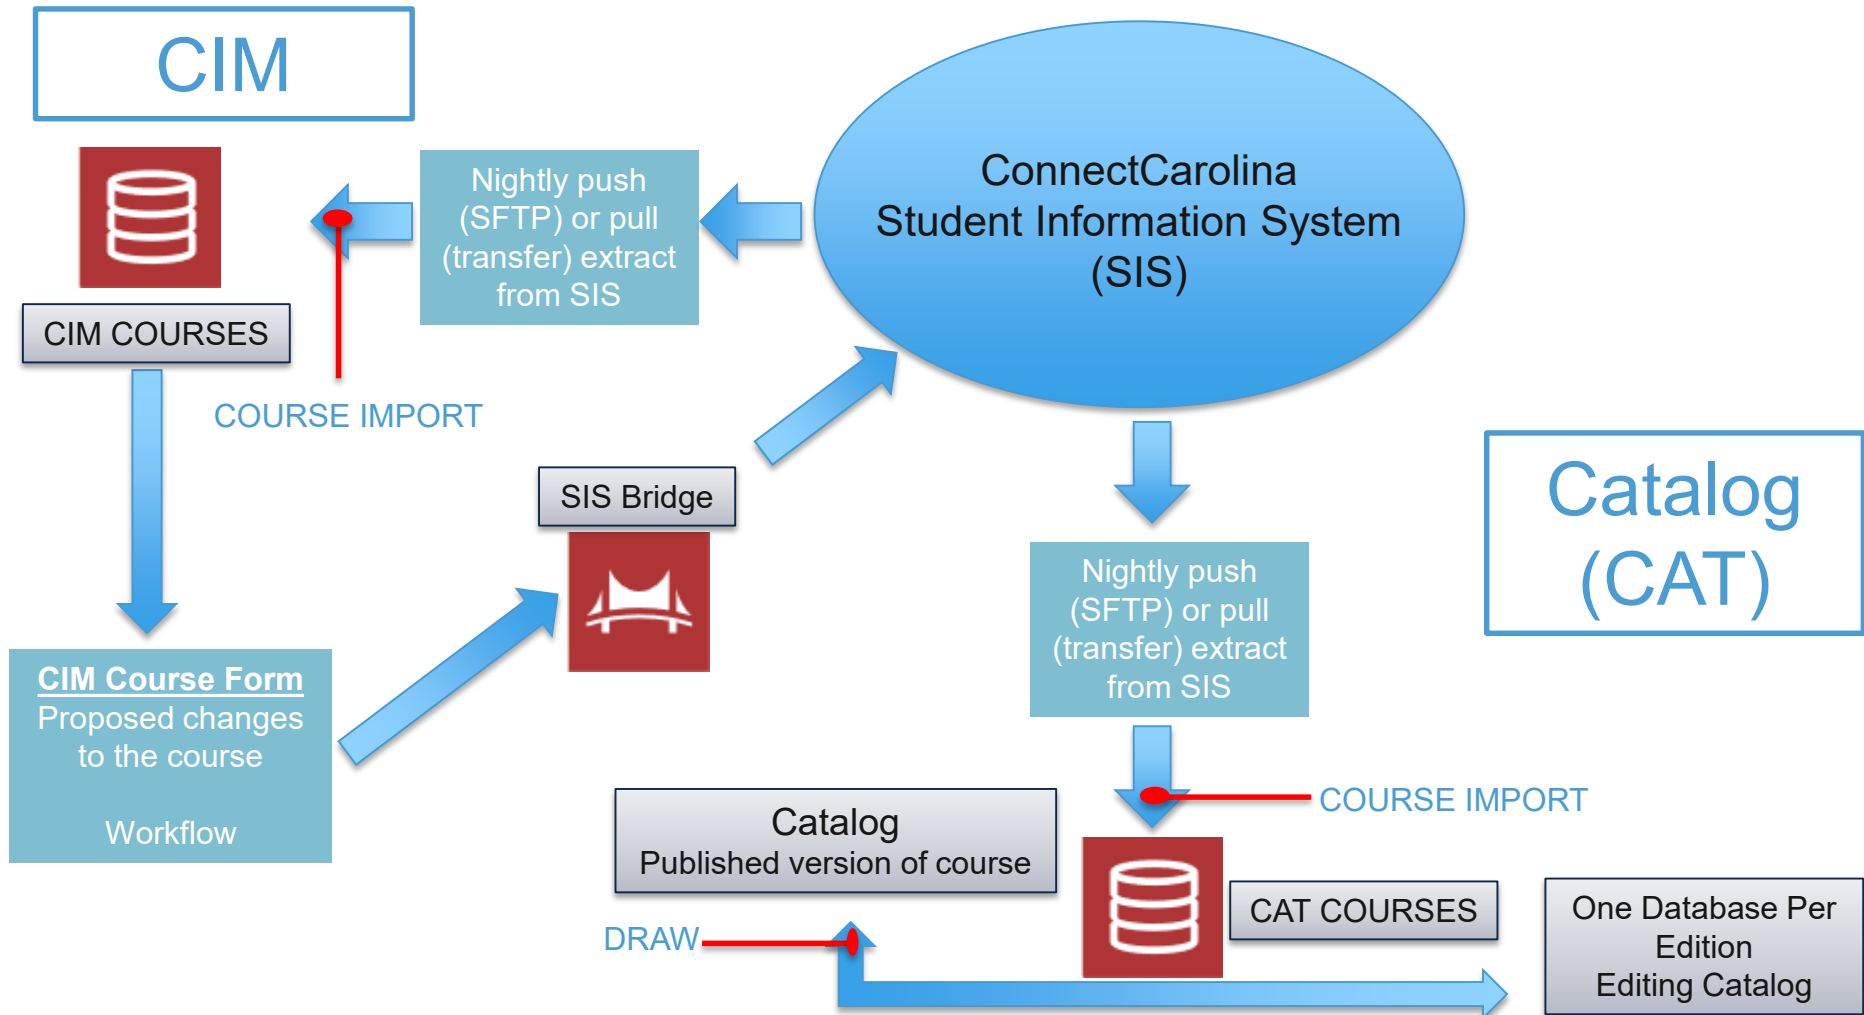 CIM
ConnectCarolina
Student Information System
(SIS)
Nightly push
(SFTP) or pull
(transfer) extract
from SIS
CIM COURSES
COURSE IMPORT
SIS Bridge
Catalog
(CAT)
Nightly push
(SFTP) or pull
(transfer) extract
from SIS
CIM Course Form
Proposed changes
to the course
Workflow
COURSE IMPORT
Catalog
Published version of course
DRAW
CAT COURSES
One Database Per
Edition
Editing Catalog